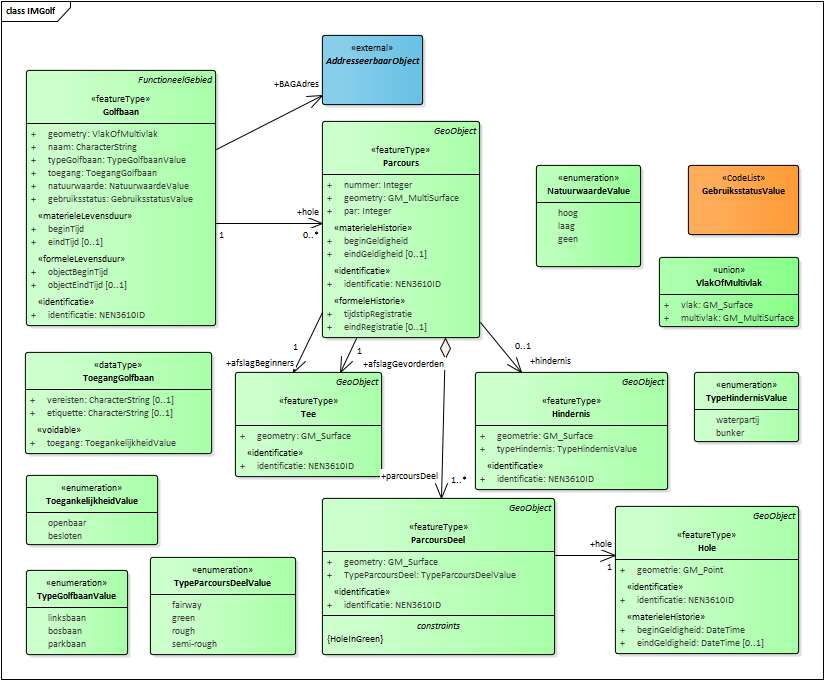 class IMGolf
«external»
AddresseerbaarObject
FunctioneelGebied
«featureType»
Golfbaan
+ geometry: VlakOfMultivlak
+ naam: CharacterString
+ typeGolfbaan: TypeGolfbaanValue
+ toegang: ToegangGolfbaan
+ natuurwaarde: NatuurwaardeValue
+ gebruiksstatus: GebruiksstatusValue
«materieleLevensduur»
+ beginTijd
+ eindTijd [0..1]
«formeleLevensduur»
+ objectBeginTijd
+ objectEindTijd [0..1]
«identificatie»
+ identificatie: NEN3610ID
+BAGAdres
GeoObject
«featureType»
Parcours
+ nummer: Integer
+ geometry: GM_MultiSurface
+ par: Integer
«materieleHistorie»
+ beginGeldigheid
+ eindGeldigheid [0..1]
«identificatie»
+ identificatie: NEN3610ID
«formeleHistorie»
+ tijdstipRegistratie
+ eindRegistratie [0..1]
+hole
1
0..*
«enumeration»
NatuurwaardeValue
hoog
laag
geen
«CodeList»
GebruiksstatusValue
«union»
VlakOfMultivlak
+ vlak: GM_Surface
+ multivlak: GM_MultiSurface
1
+afslagBeginners
1
+afslagGevorderden
0..1
+hindernis
«dataType»
ToegangGolfbaan
+ vereisten: CharacterString [0..1]
+ etiquette: CharacterString [0..1]
«voidable»
+ toegang: ToegankelijkheidValue
GeoObject
«featureType»
Tee
+ geometry: GM_Surface
«identificatie»
+ identificatie: NEN3610ID
GeoObject
«featureType»
Hindernis
+ geometrie: GM_Surface
+ typeHindernis: TypeHindernisValue
«identificatie»
+ identificatie: NEN3610ID
«enumeration»
TypeHindernisValue
waterpartij
bunker
+parcoursDeel
1..*
«enumeration»
ToegankelijkheidValue
openbaar
besloten
GeoObject
«featureType»
ParcoursDeel
+ geometry: GM_Surface
+ TypeParcoursDeel: TypeParcoursDeelValue
«identificatie»
+ identificatie: NEN3610ID
constraints
{HoleInGreen}
+hole
1
GeoObject
«featureType»
Hole
+ geometrie: GM_Point
«identificatie»
+ identificatie: NEN3610ID
«materieleHistorie»
+ beginGeldigheid: DateTime
+ eindGeldigheid: DateTime [0..1]
«enumeration»
TypeGolfbaanValue
linksbaan
bosbaan
parkbaan
«enumeration»
TypeParcoursDeelValue
fairway
green
rough
semi-rough